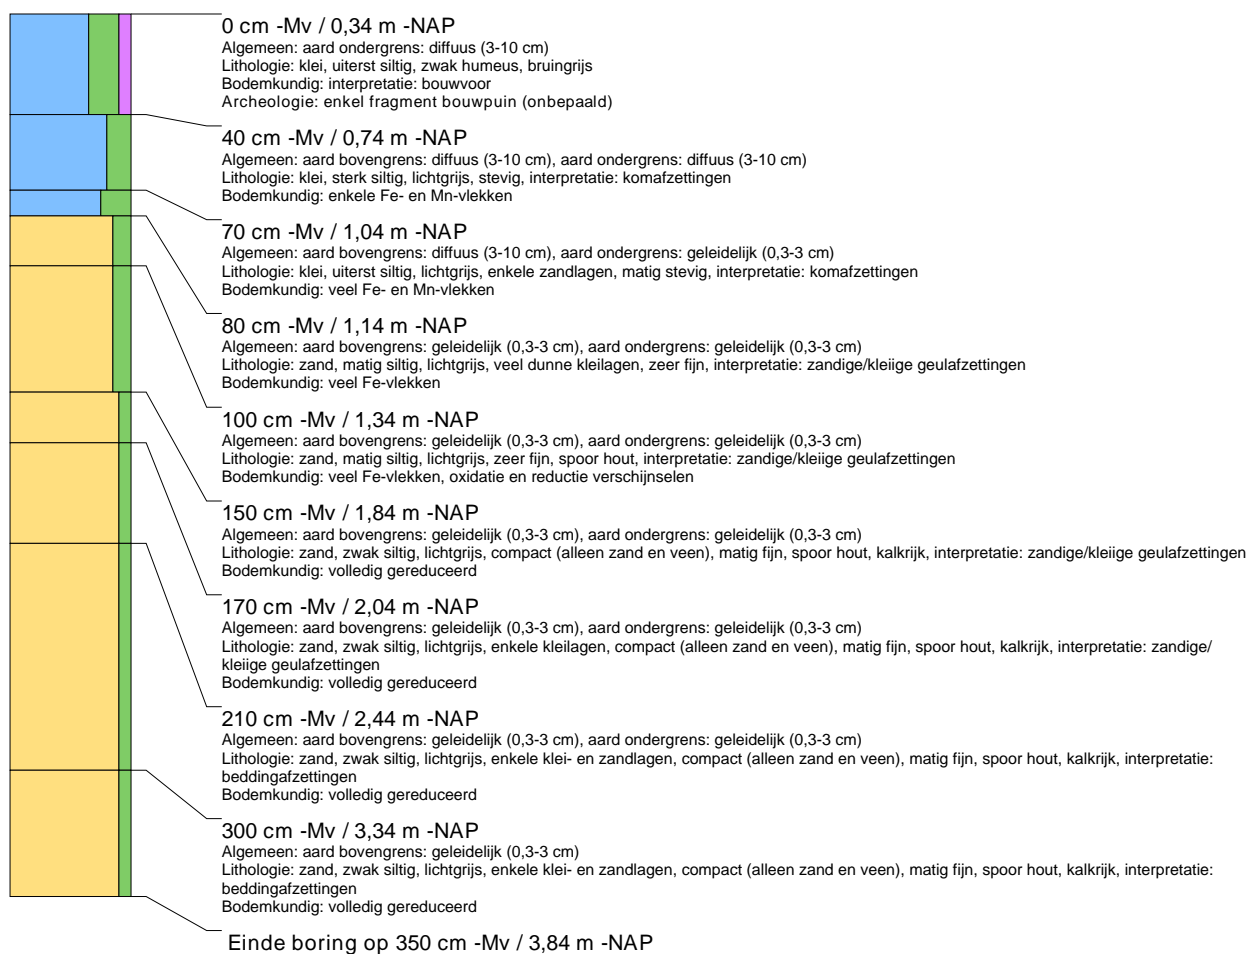 0 cm -Mv / 0,34 m -NAP
Algemeen: aard ondergrens: diffuus (3-10 cm)
Lithologie: klei, uiterst siltig, zwak humeus, bruingrijs
Bodemkundig: interpretatie: bouwvoor
Archeologie: enkel fragment bouwpuin (onbepaald)
40 cm -Mv / 0,74 m -NAP
Algemeen: aard bovengrens: diffuus (3-10 cm), aard ondergrens: diffuus (3-10 cm)
Lithologie: klei, sterk siltig, lichtgrijs, stevig, interpretatie: komafzettingen
Bodemkundig: enkele Fe- en Mn-vlekken
70 cm -Mv / 1,04 m -NAP
Algemeen: aard bovengrens: diffuus (3-10 cm), aard ondergrens: geleidelijk (0,3-3 cm)
Lithologie: klei, uiterst siltig, lichtgrijs, enkele zandlagen, matig stevig, interpretatie: komafzettingen
Bodemkundig: veel Fe- en Mn-vlekken
80 cm -Mv / 1,14 m -NAP
Algemeen: aard bovengrens: geleidelijk (0,3-3 cm), aard ondergrens: geleidelijk (0,3-3 cm)
Lithologie: zand, matig siltig, lichtgrijs, veel dunne kleilagen, zeer fijn, interpretatie: zandige/kleiige geulafzettingen
Bodemkundig: veel Fe-vlekken
100 cm -Mv / 1,34 m -NAP
Algemeen: aard bovengrens: geleidelijk (0,3-3 cm), aard ondergrens: geleidelijk (0,3-3 cm)
Lithologie: zand, matig siltig, lichtgrijs, zeer fijn, spoor hout, interpretatie: zandige/kleiige geulafzettingen
Bodemkundig: veel Fe-vlekken, oxidatie en reductie verschijnselen
150 cm -Mv / 1,84 m -NAP
Algemeen: aard bovengrens: geleidelijk (0,3-3 cm), aard ondergrens: geleidelijk (0,3-3 cm)
Lithologie: zand, zwak siltig, lichtgrijs, compact (alleen zand en veen), matig fijn, spoor hout, kalkrijk, interpretatie: zandige/kleiige geulafzettingen
Bodemkundig: volledig gereduceerd
170 cm -Mv / 2,04 m -NAP
Algemeen: aard bovengrens: geleidelijk (0,3-3 cm), aard ondergrens: geleidelijk (0,3-3 cm)
Lithologie: zand, zwak siltig, lichtgrijs, enkele kleilagen, compact (alleen zand en veen), matig fijn, spoor hout, kalkrijk, interpretatie: zandige/
kleiige geulafzettingen
Bodemkundig: volledig gereduceerd
210 cm -Mv / 2,44 m -NAP
Algemeen: aard bovengrens: geleidelijk (0,3-3 cm), aard ondergrens: geleidelijk (0,3-3 cm)
Lithologie: zand, zwak siltig, lichtgrijs, enkele klei- en zandlagen, compact (alleen zand en veen), matig fijn, spoor hout, kalkrijk, interpretatie:
beddingafzettingen
Bodemkundig: volledig gereduceerd
300 cm -Mv / 3,34 m -NAP
Algemeen: aard bovengrens: geleidelijk (0,3-3 cm)
Lithologie: zand, zwak siltig, lichtgrijs, enkele klei- en zandlagen, compact (alleen zand en veen), matig fijn, spoor hout, kalkrijk, interpretatie:
beddingafzettingen
Bodemkundig: volledig gereduceerd
Einde boring op 350 cm -Mv / 3,84 m -NAP